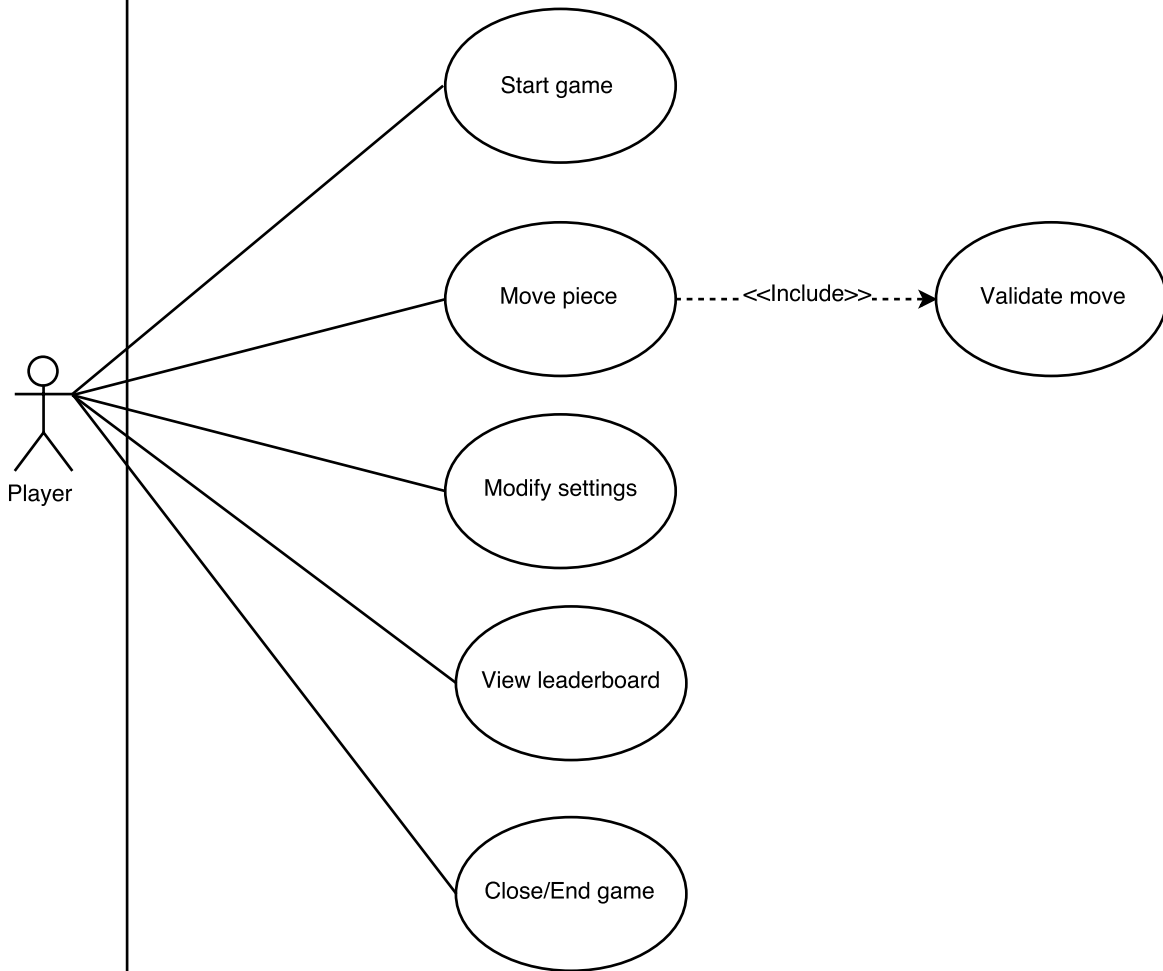 Start game
Move piece
<<Include>>
Validate move
Player
Modify settings
View leaderboard
Close/End game